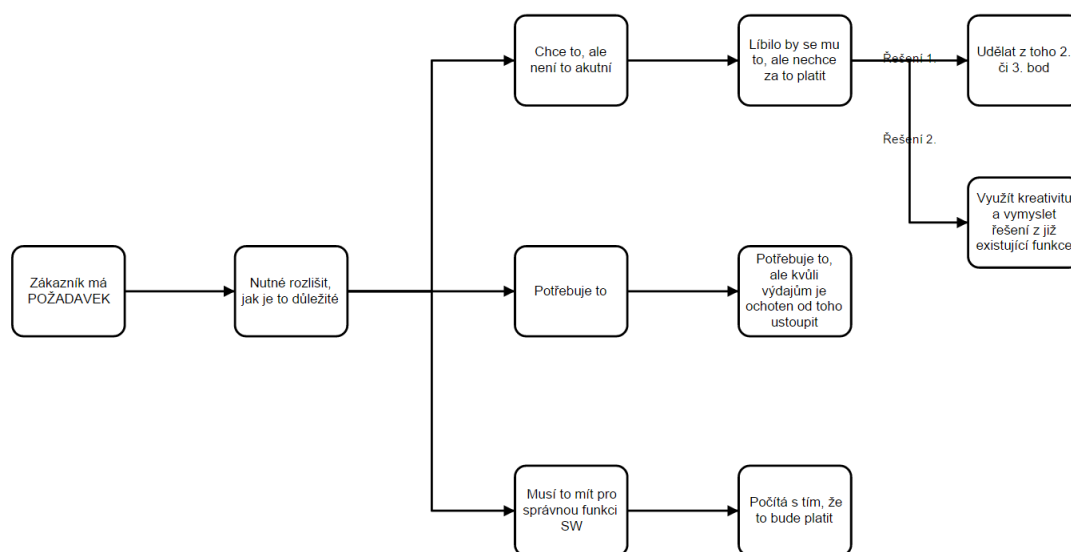 Chce to, ale
není to akutní
Líbilo by se mu
to, ale nechce
za to platit
Řešení 1.
Udělat z toho 2.
či 3. bod
Řešení 2.
Využít kreativitu
a vymyslet
řešení z již
existující funkce
Zákazník má
POŽADAVEK
Nutné rozlišit,
jak je to důležité
Potřebuje to
Potřebuje to,
ale kvůli
výdajům je
ochoten od toho
ustoupit
Musí to mít pro
správnou funkci
SW
Počítá s tím, že
to bude platit